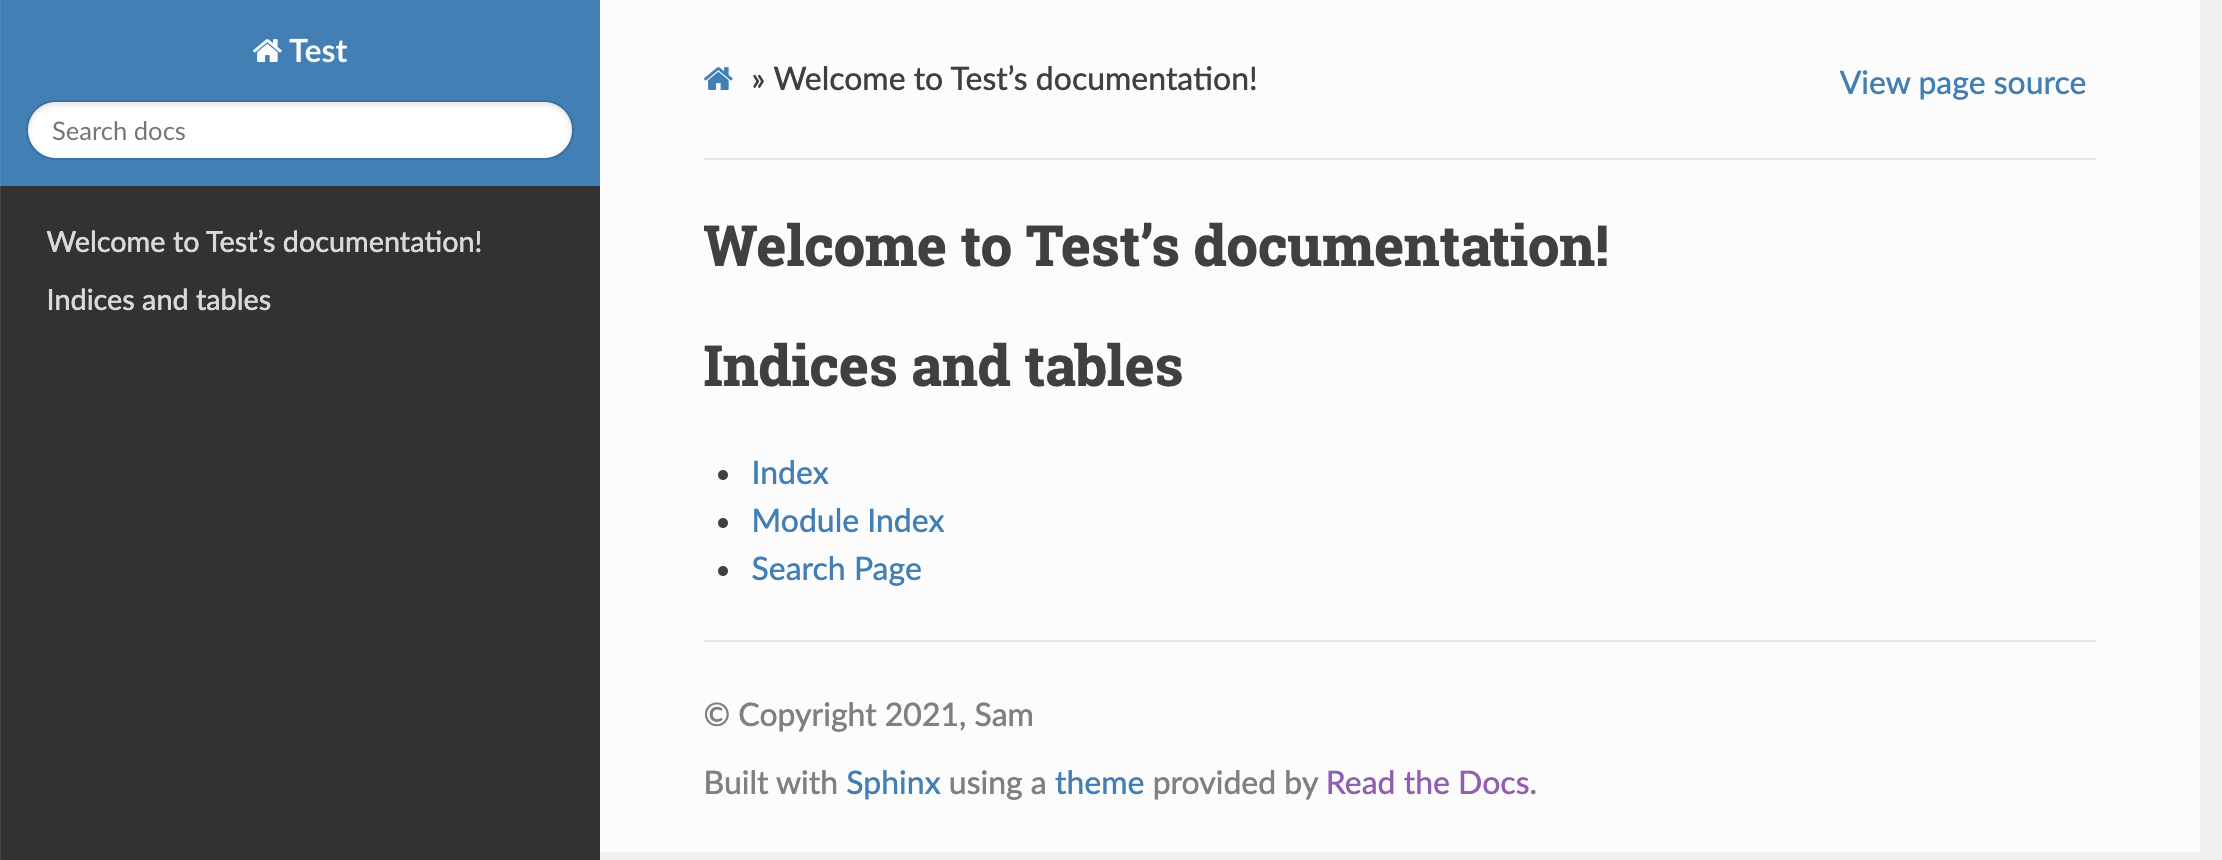 Test
Search docs
Welcome to Test’s documentation!
Indices and tables
» Welcome to Test’s documentation!
View page source
Welcome to Test’s documentation!
Indices and tables
• Index
• Module Index
• Search Page
© Copyright 2021, Sam
Built with Sphinx using a theme provided by Read the Docs.